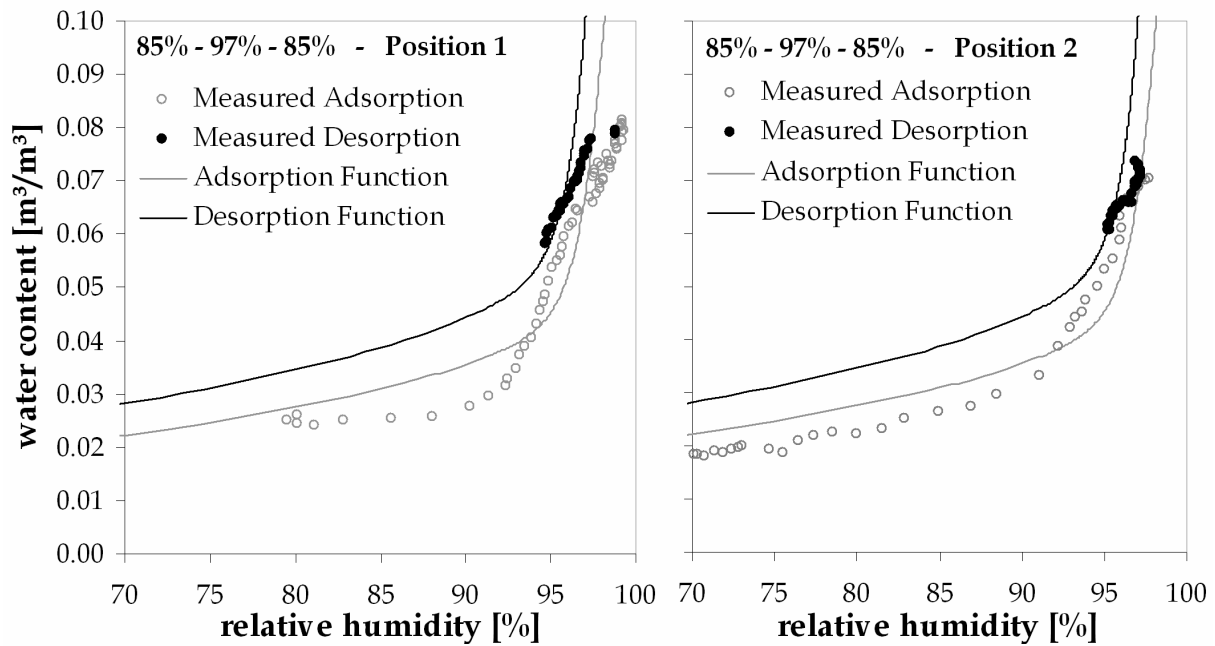 water content [m³/m³]
0.10
0.09
0.08
0.07
0.06
0.05
0.04
0.03
0.02
0.01
0.00
85% - 97% - 85% - Position 1
Measured Adsorption
Measured Desorption
Adsorption Function
Desorption Function
70 75 80 85 90 95 100
relative humidity [%]
85% - 97% - 85% - Position 2
Measured Adsorption
Measured Desorption
Adsorption Function
Desorption Function
70 75 80 85 90 95 100
relative humidity [%]